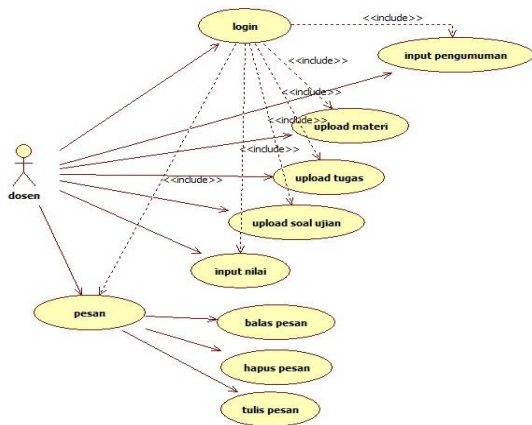 login
<<include>>
input pengumuman
<<include>>
<<include>>
upload materi
<<include>>
<<include>>
upload tugas
dosen
<<include>>
upload soal ujian
input nilai
pesan
balas pesan
hapus pesan
tulis pesan